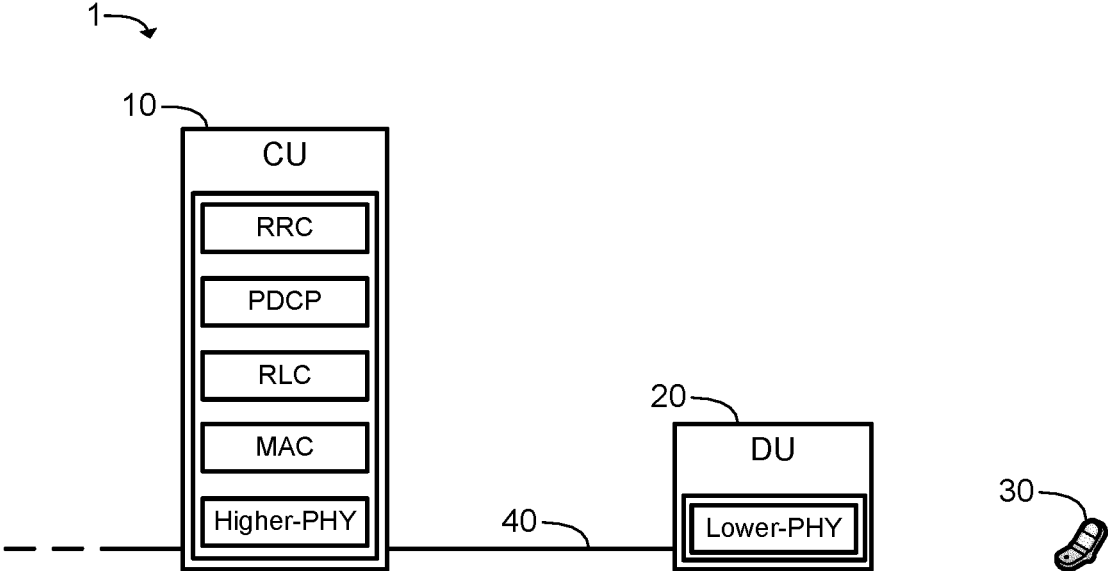 1
10
CU
RRC
PDCP
RLC
MAC
Higher-PHY
20
DU
Lower-PHY
40
30